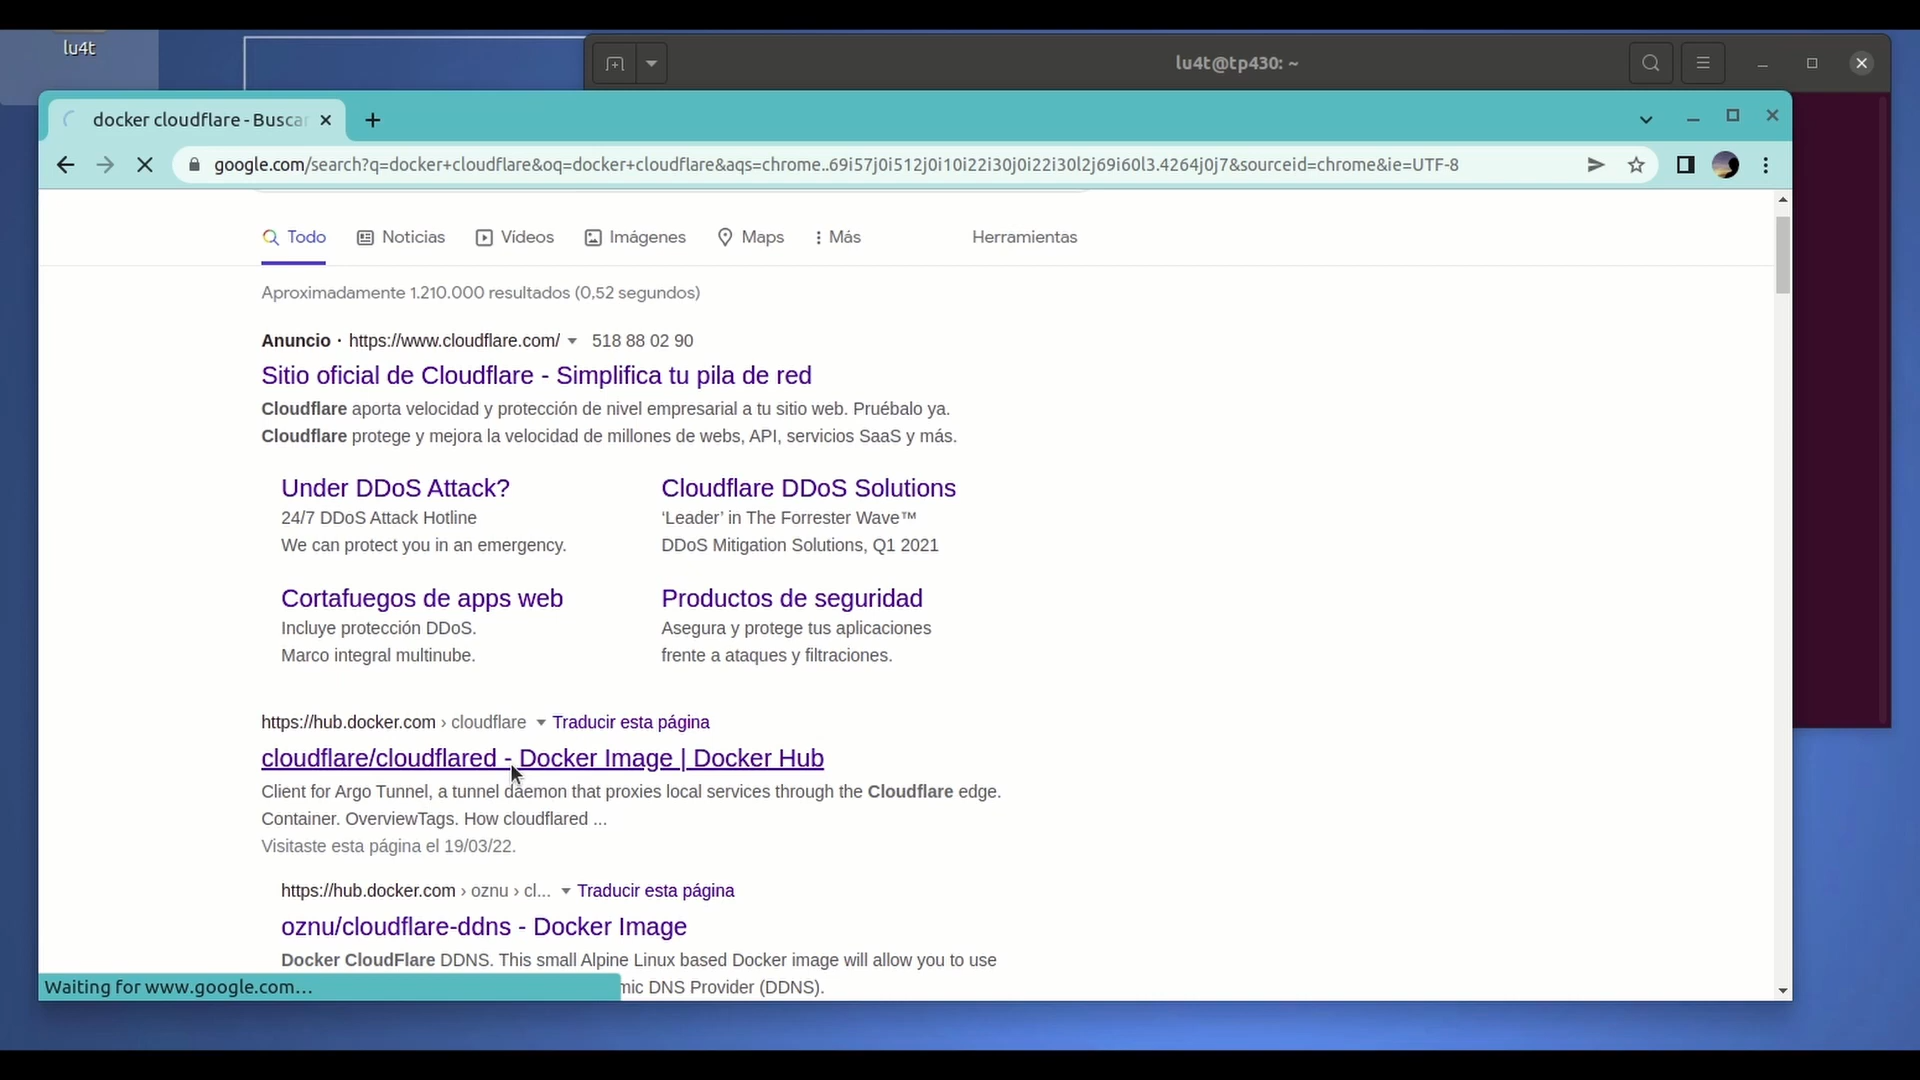 lu4t
lu4t@tp430: ~
docker cloudflare - Buscar
google.com/search?q=docker+cloudflare&oq=docker+cloudflare&aqs=chrome..69i57j0i512j0i10i22i30j0i22i30l2j69i60l3.4264j0j7&sourceid=chrome&ie=UTF-8
Todo Noticias Vídeos Imágenes Maps Más Herramientas
Aproximadamente 1.210.000 resultados (0,52 segundos)
Anuncio · https://www.cloudflare.com/ 518 88 02 90
Sitio oficial de Cloudflare - Simplifica tu pila de red
Cloudflare aporta velocidad y protección de nivel empresarial a tu sitio web. Pruébalo ya.
Cloudflare protege y mejora la velocidad de millones de webs, API, servicios SaaS y más.
Under DDoS Attack? Cloudflare DDoS Solutions
24/7 DDoS Attack Hotline ‘Leader’ in The Forrester Wave™
We can protect you in an emergency. DDoS Mitigation Solutions, Q1 2021
Cortafuegos de apps web Productos de seguridad
Incluye protección DDoS. Asegura y protege tus aplicaciones
Marco integral multinube. frente a ataques y filtraciones.
https://hub.docker.com › cloudflare Traducir esta página
cloudflare/cloudflared - Docker Image | Docker Hub
Client for Argo Tunnel, a tunnel daemon that proxies local services through the Cloudflare edge.
Container. OverviewTags. How cloudflared ...
Visitaste esta página el 19/03/22.
https://hub.docker.com › oznu › cl... Traducir esta página
oznu/cloudflare-ddns - Docker Image
Docker CloudFlare DDNS. This small Alpine Linux based Docker image will allow you to use
Waiting for www.google.com… mic DNS Provider (DDNS).